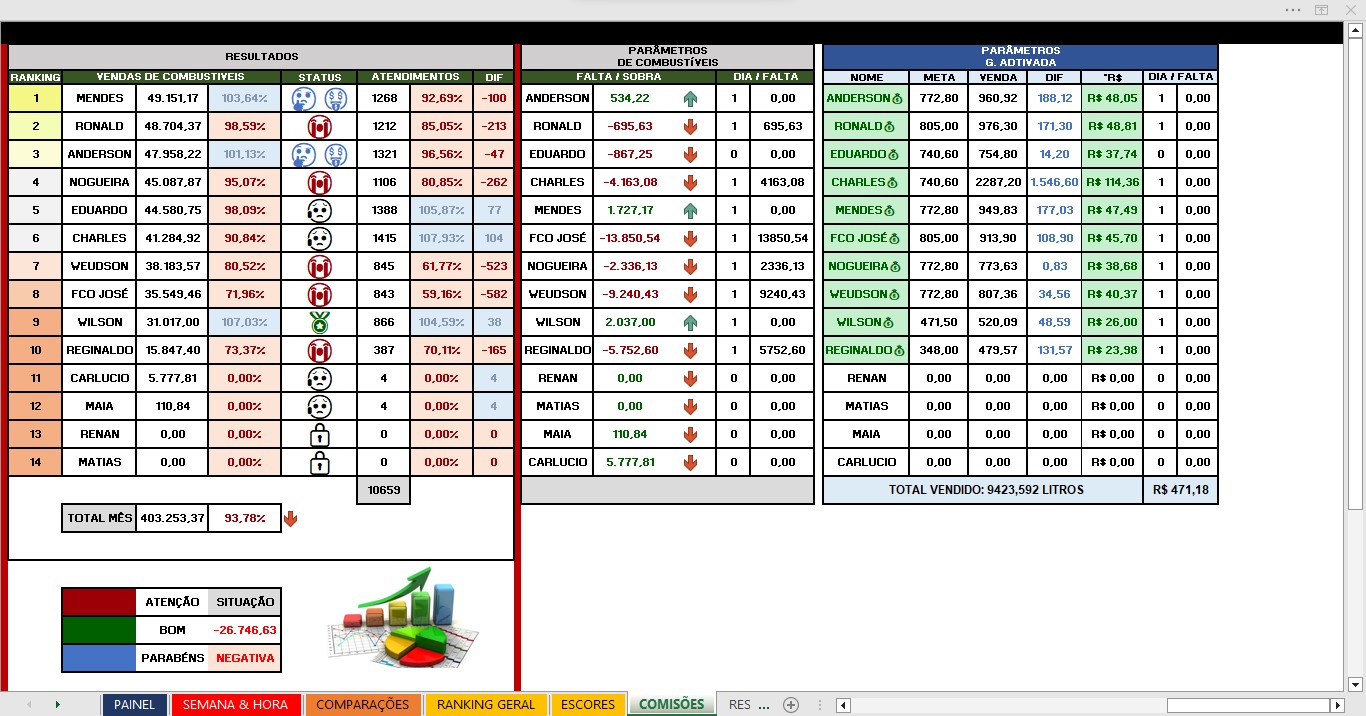 RESULTADOS
PARÂMETROS
DE COMBUSTÍVEIS
PARÂMETROS
G. ADTIVADA
RANKING VENDAS DE COMBUSTIVEIS STATUS ATENDIMENTOS DIF FALTA / SOBRA DIA / FALTA NOME META VENDA DIF "R$ DIA / FALTA
1 MENDES 49.151,17 103,64% 1268 92,69% -100 ANDERSON 534,22 1 0,00 ANDERSON 772,80 960,92 188,12 R$ 48,05 1 0,00
2 RONALD 48.704,37 98,59% 1212 85,05% -213 RONALD -695,63 1 695,63 RONALD 805,00 976,30 171,30 R$ 48,81 1 0,00
3 ANDERSON 47.958,22 101,13% 1321 96,56% -47 EDUARDO -867,25 0 0,00 EDUARDO 740,60 754,80 14,20 R$ 37,74 0 0,00
4 NOGUEIRA 45.087,87 95,07% 1106 80,85% -262 CHARLES -4.163,08 1 4163,08 CHARLES 740,60 2287,20 1.546,60 R$ 114,36 1 0,00
5 EDUARDO 44.580,75 98,09% 1388 105,87% 77 MENDES 1.727,17 1 0,00 MENDES 772,80 949,83 177,03 R$ 47,49 1 0,00
6 CHARLES 41.284,92 90,84% 1415 107,93% 104 FCO JOSÉ -13.850,54 1 13850,54 FCO JOSÉ 805,00 913,90 108,90 R$ 45,70 1 0,00
7 WEUDSON 38.183,57 80,52% 845 61,77% -523 NOGUEIRA -2.336,13 1 2336,13 NOGUEIRA 772,80 773,63 0,83 R$ 38,68 1 0,00
8 FCO JOSÉ 35.549,46 71,96% 843 59,16% -582 WEUDSON -9.240,43 1 9240,43 WEUDSON 772,80 807,36 34,56 R$ 40,37 1 0,00
9 WILSON 31.017,00 107,03% 866 104,59% 38 WILSON 2.037,00 1 0,00 WILSON 471,50 520,09 48,59 R$ 26,00 1 0,00
10 REGINALDO 15.847,40 73,37% 387 70,11% -165 REGINALDO -5.752,60 1 5752,60 REGINALDO 348,00 479,57 131,57 R$ 23,98 1 0,00
11 CARLUCIO 5.777,81 0,00% 4 0,00% 4 RENAN 0,00 0 0,00 RENAN 0,00 0,00 0,00 R$ 0,00 0 0,00
12 MAIA 110,84 0,00% 4 0,00% 4 MATIAS 0,00 0 0,00 MATIAS 0,00 0,00 0,00 R$ 0,00 0 0,00
13 RENAN 0,00 0,00% 0 0,00% 0 MAIA 110,84 0 0,00 MAIA 0,00 0,00 0,00 R$ 0,00 0 0,00
14 MATIAS 0,00 0,00% 0 0,00% 0 CARLUCIO 5.777,81 0 0,00 CARLUCIO 0,00 0,00 0,00 R$ 0,00 0 0,00
10659 TOTAL VENDIDO: 9423,592 LITROS R$ 471,18
TOTAL MÊS 403.253,37 93,78%
ATENÇÃO SITUAÇÃO
BOM -26.746,63
PARABÉNS NEGATIVA
PAINEL SEMANA & HORA COMPARAÇÕES RANKING GERAL ESCORES COMISÕES RES ...